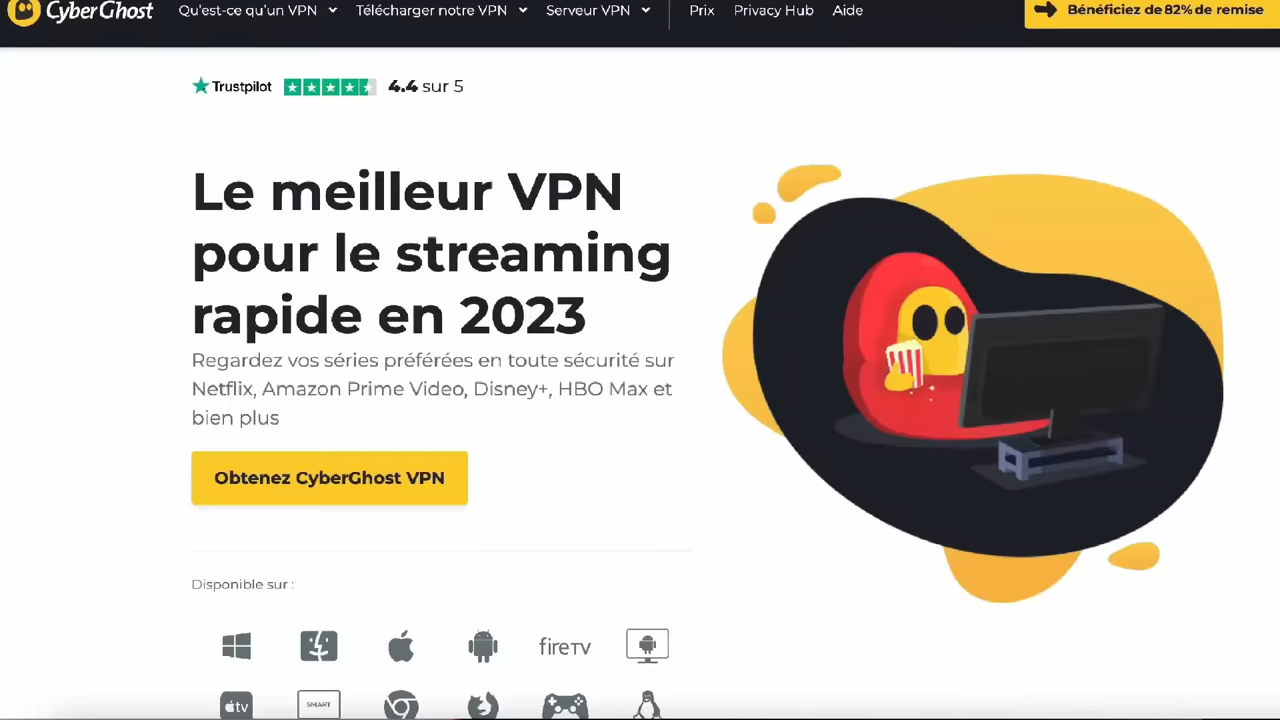 CyberGhost
Qu'est-ce qu'un VPN
Télécharger notre VPN
Serveur VPN
Prix
Privacy Hub
Aide
Bénéficiez de 82% de remise
Trustpilot
4.4 sur 5
Le meilleur VPN
pour le streaming
rapide en 2023
Regardez vos séries préférées en toute sécurité sur
Netflix, Amazon Prime Video, Disney+, HBO Max et
bien plus
Obtenez CyberGhost VPN
Disponible sur :
fireTV
tv
SMART